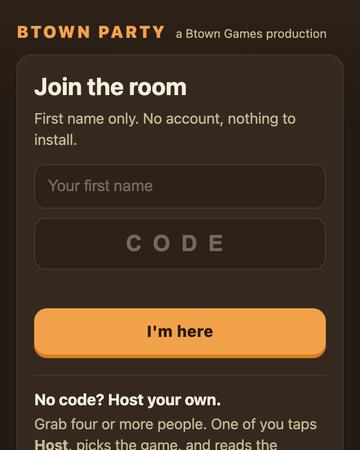 BTOWN PARTY a Btown Games production
Join the room
First name only. No account, nothing to
install.
Your first name
CODE
I'm here
No code? Host your own.
Grab four or more people. One of you taps
Host, picks the game, and reads the